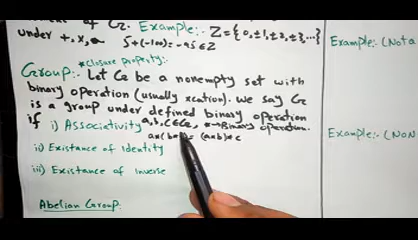 under +, x, a
Example:
Z = {0, ±1, ±2, ±3, ...}
5+(-100) = -95 ∈ Z
*closure property:
Group:- Let G be a nonempty set with
binary operation (usually xcation). We say G
is a group under defined binary operation
if i) Associativity a, b, c ∈ G, *→ Binary operation.
(a*b)*c
ii) Existance of Identity
iii) Existance of Inverse
Abelian Group:
Example:- (Nota
Example:- (Non